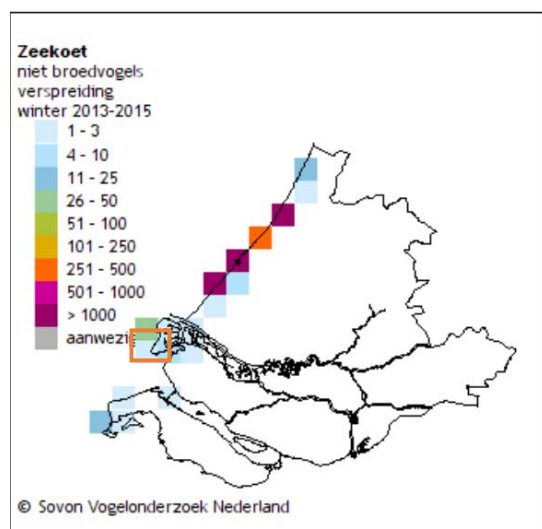 Zeekoet
niet broedvogels
verspreiding
winter 2013-2015
1 - 3
4 - 10
11 - 25
26 - 50
51 - 100
101 - 250
251 - 500
501 - 1000
> 1000
aanwezi
© Sovon Vogelonderzoek Nederland